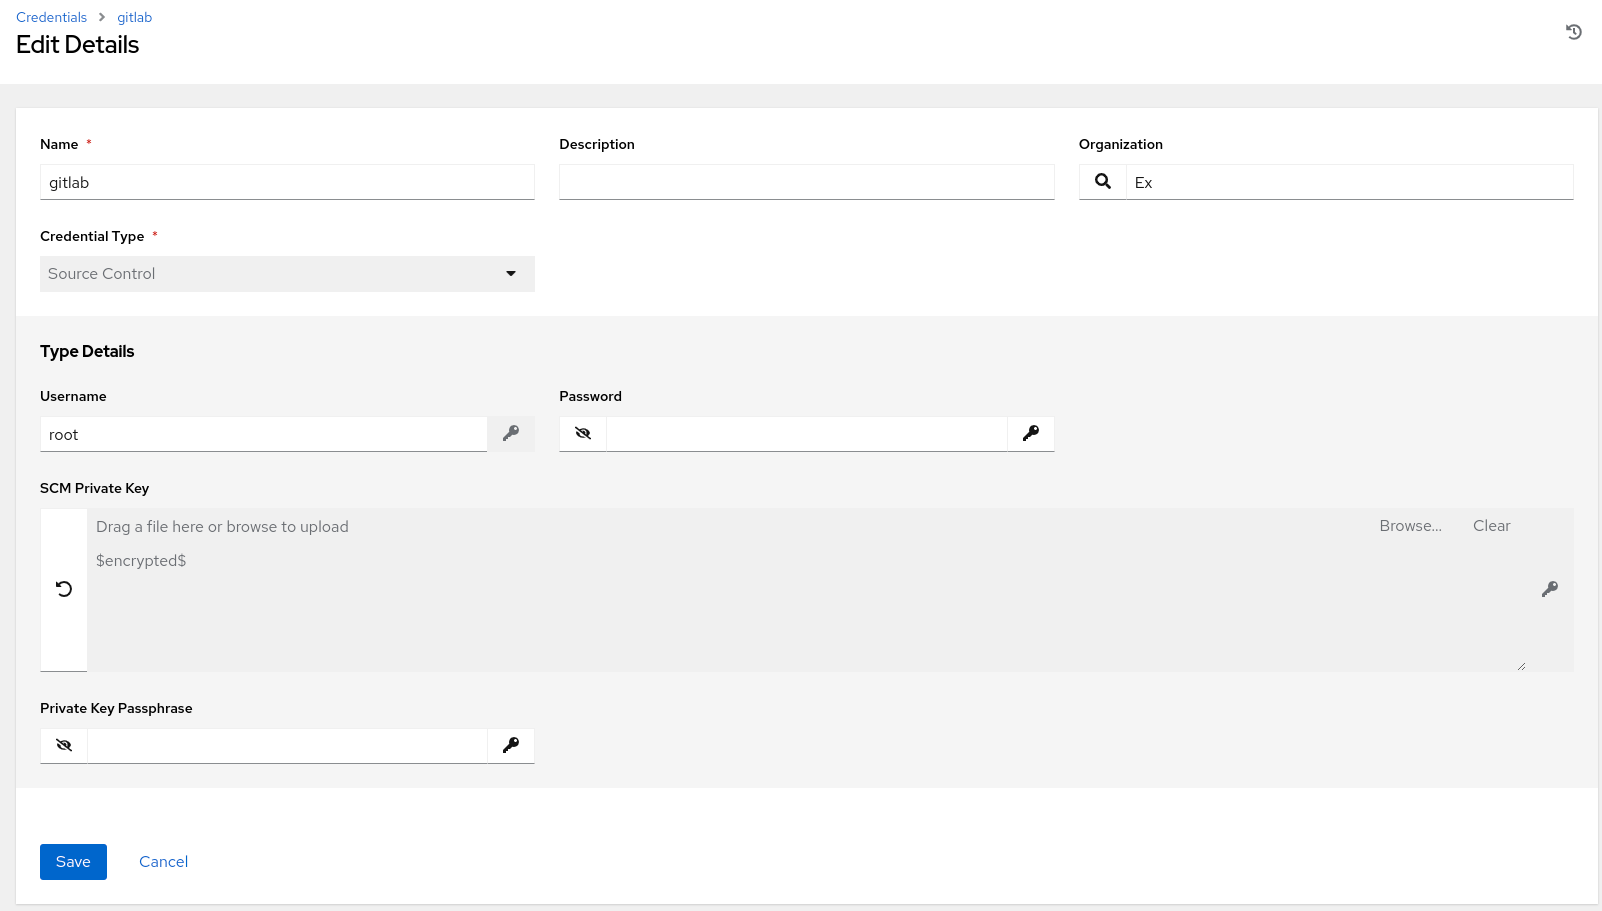 Credentials > gitlab
Edit Details
Name *
Description
Organization
gitlab
Ex
Credential Type *
Source Control
Type Details
Username
Password
root
SCM Private Key
Drag a file here or browse to upload
Browse...
Clear
$encrypted$
Private Key Passphrase
Save
Cancel